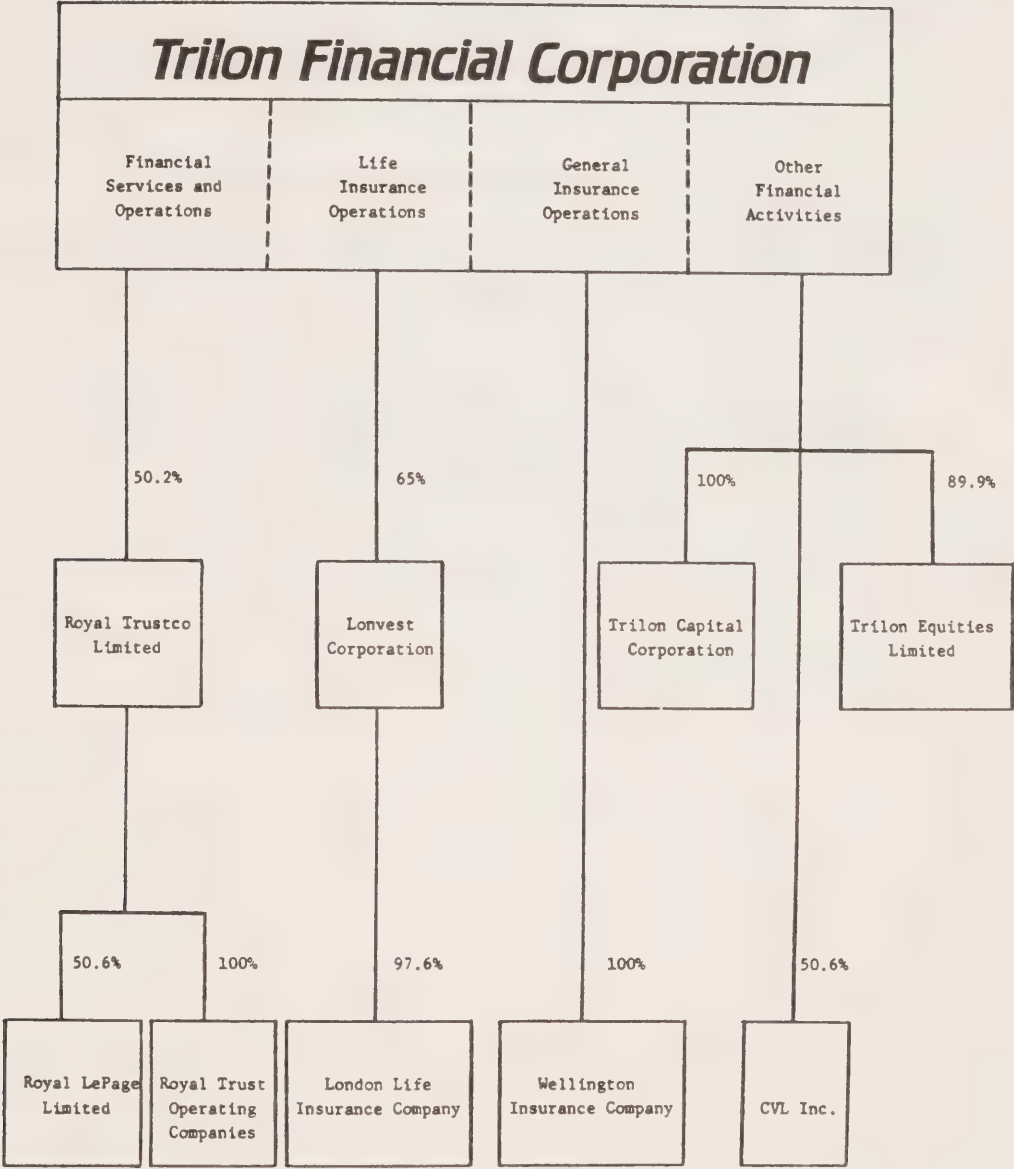 Trilon Financial Corporation
Financial
Services and
Operations
Life
Insurance
Operations
General
Insurance
Operations
Other
Financial
Activities
50.2%
65%
100%
89.9%
Royal Trustco
Limited
Lonvest
Corporation
Trilon Capital
Corporation
Trilon Equities
Limited
50.6%
100%
97.6%
100%
50.6%
Royal LePage
Limited
Royal Trust
Operating
Companies
London Life
Insurance Company
Wellington
Insurance Company
CVL Inc.